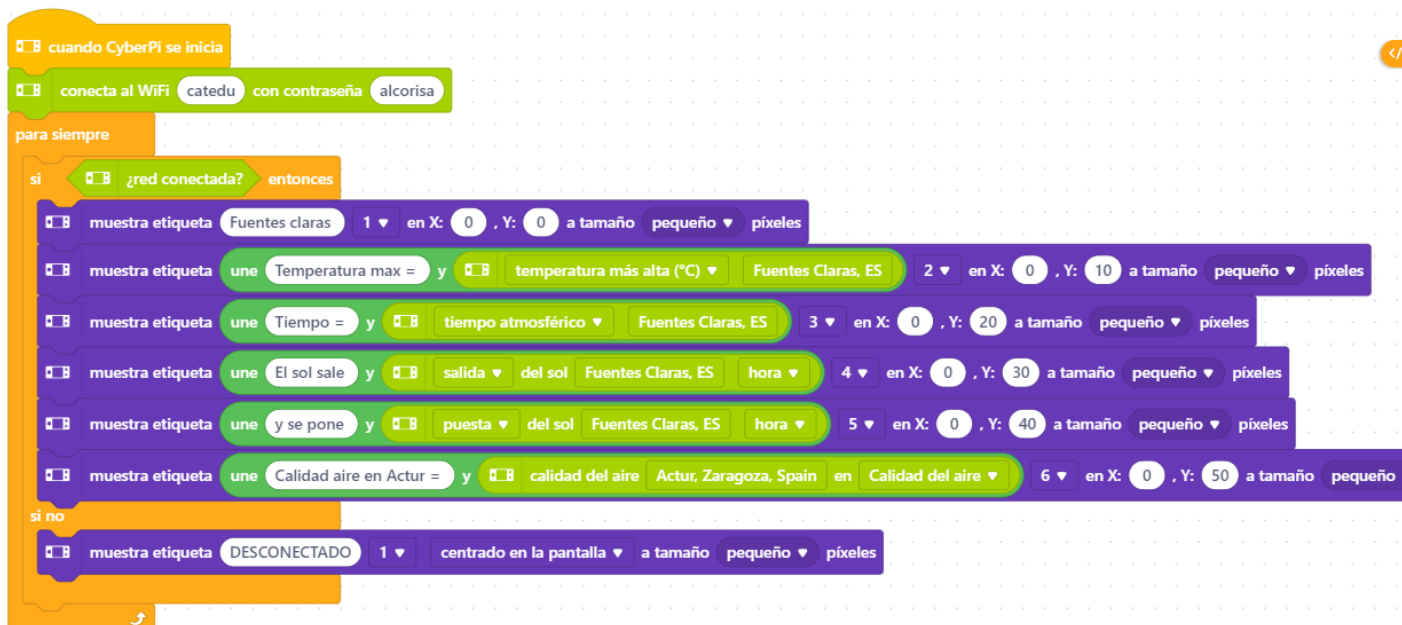 cuando CyberPi se inicia
conecta al WiFi catedu con contraseña alcorisa
para siempre
si ¿red conectada? entonces
muestra etiqueta Fuentes claras 1 en X: 0 , Y: 0 a tamaño pequeño píxeles
muestra etiqueta une Temperatura max = y temperatura más alta (°C) Fuentes Claras, ES 2 en X: 0 , Y: 10 a tamaño pequeño píxeles
muestra etiqueta une Tiempo = y tiempo atmosférico Fuentes Claras, ES 3 en X: 0 , Y: 20 a tamaño pequeño píxeles
muestra etiqueta une El sol sale y salida del sol Fuentes Claras, ES hora 4 en X: 0 , Y: 30 a tamaño pequeño píxeles
muestra etiqueta une y se pone y puesta del sol Fuentes Claras, ES hora 5 en X: 0 , Y: 40 a tamaño pequeño píxeles
muestra etiqueta une Calidad aire en Actur = y calidad del aire Actur, Zaragoza, Spain en Calidad del aire 6 en X: 0 , Y: 50 a tamaño pequeño
si no
muestra etiqueta DESCONECTADO 1 centrado en la pantalla a tamaño pequeño píxeles